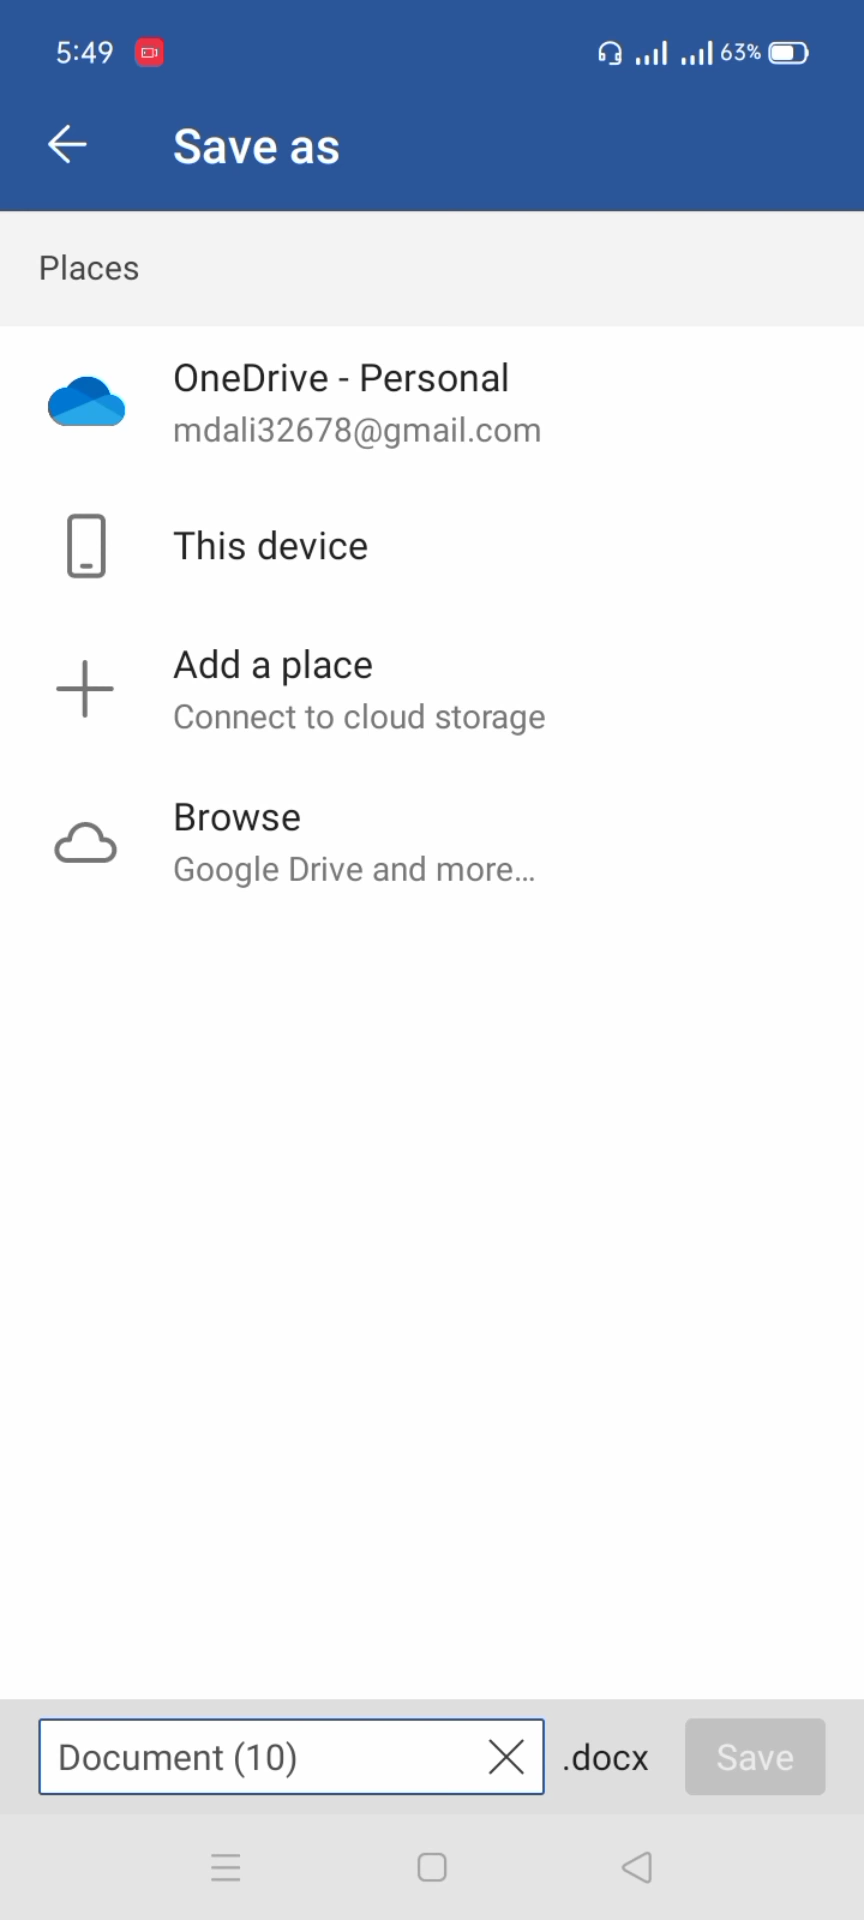 5:49
63%
Save as
Places
OneDrive - Personal
mdali32678@gmail.com
This device
Add a place
Connect to cloud storage
Browse
Google Drive and more...
Document (10)
.docx
Save